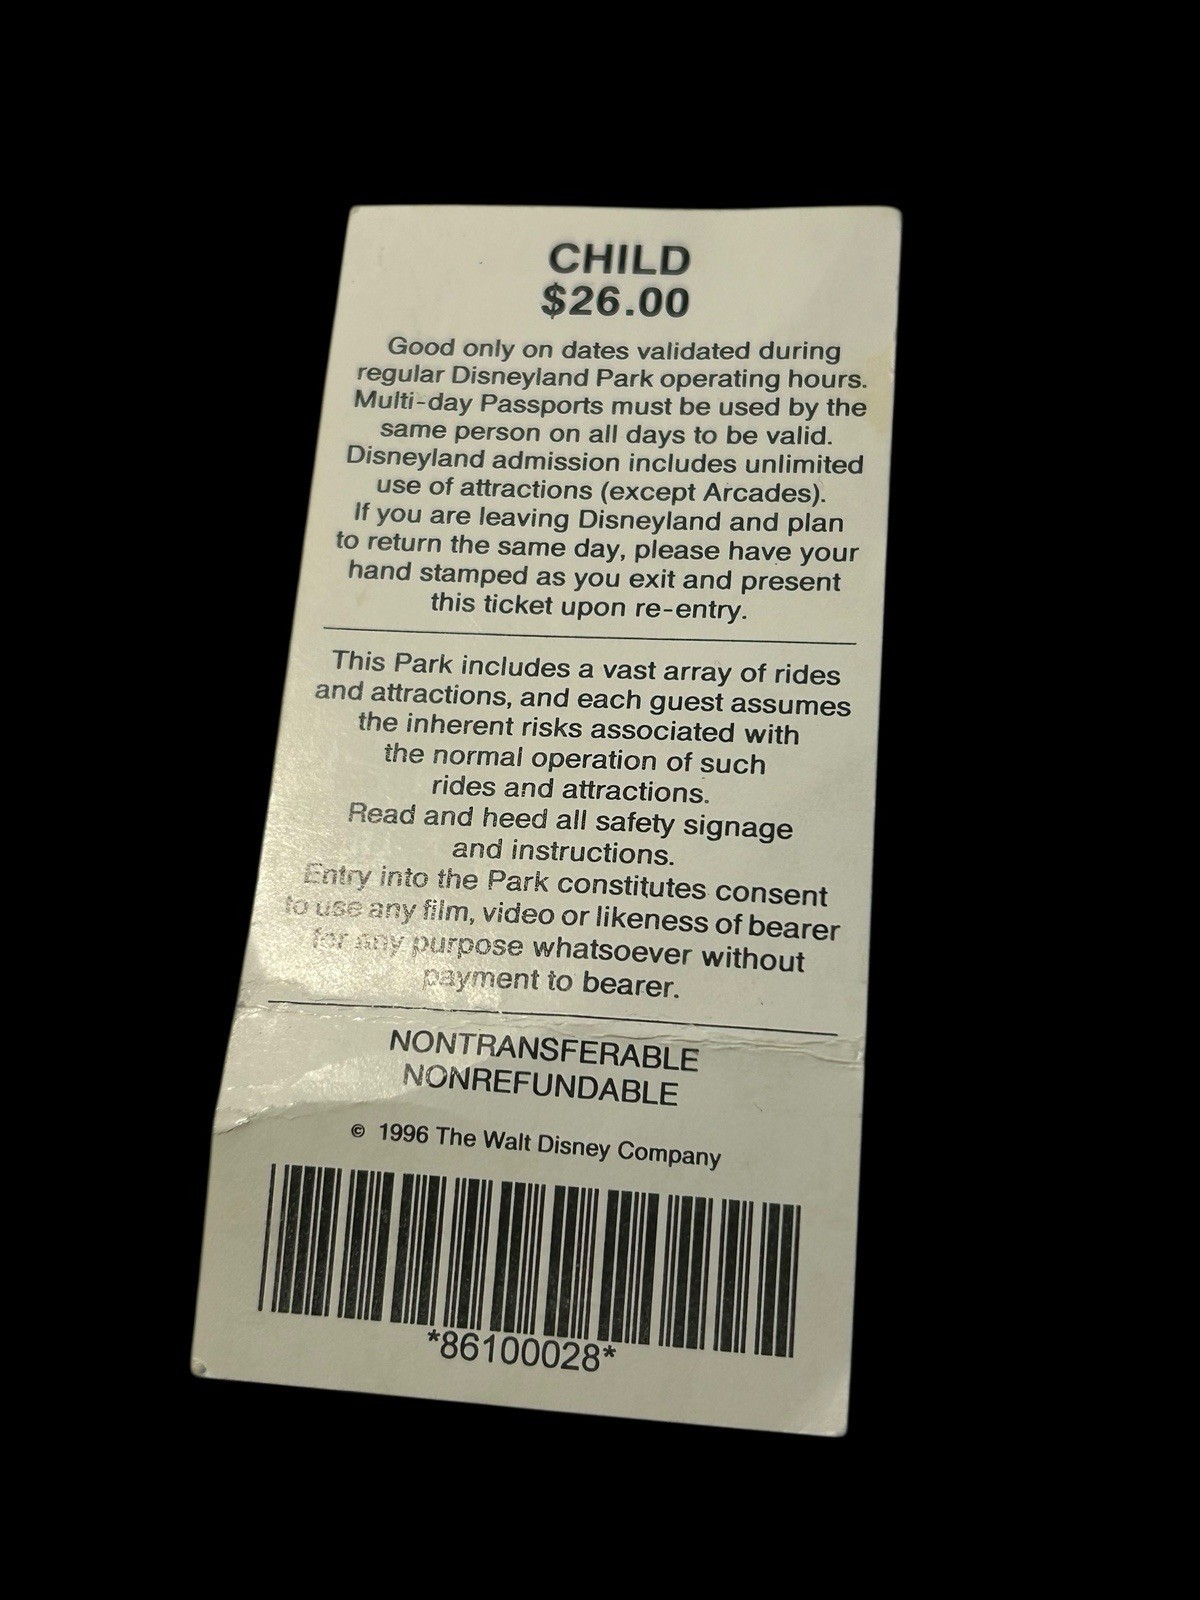 CHILD
$26.00
Good only on dates validated during
regular Disneyland Park operating hours.
Multi-day Passports must be used by the
same person on all days to be valid.
Disneyland admission includes unlimited
use of attractions (except Arcades).
If you are leaving Disneyland and plan
to return the same day, please have your
hand stamped as you exit and present
this ticket upon re-entry.
This Park includes a vast array of rides
and attractions, and each guest assumes
the inherent risks associated with
the normal operation of such
rides and attractions.
Read and heed all safety signage
and instructions.
Entry into the Park constitutes consent
to use any film, video or likeness of bearer
for any purpose whatsoever without
payment to bearer.
NONTRANSFERABLE
NONREFUNDABLE
© 1996 The Walt Disney Company
*86100028*